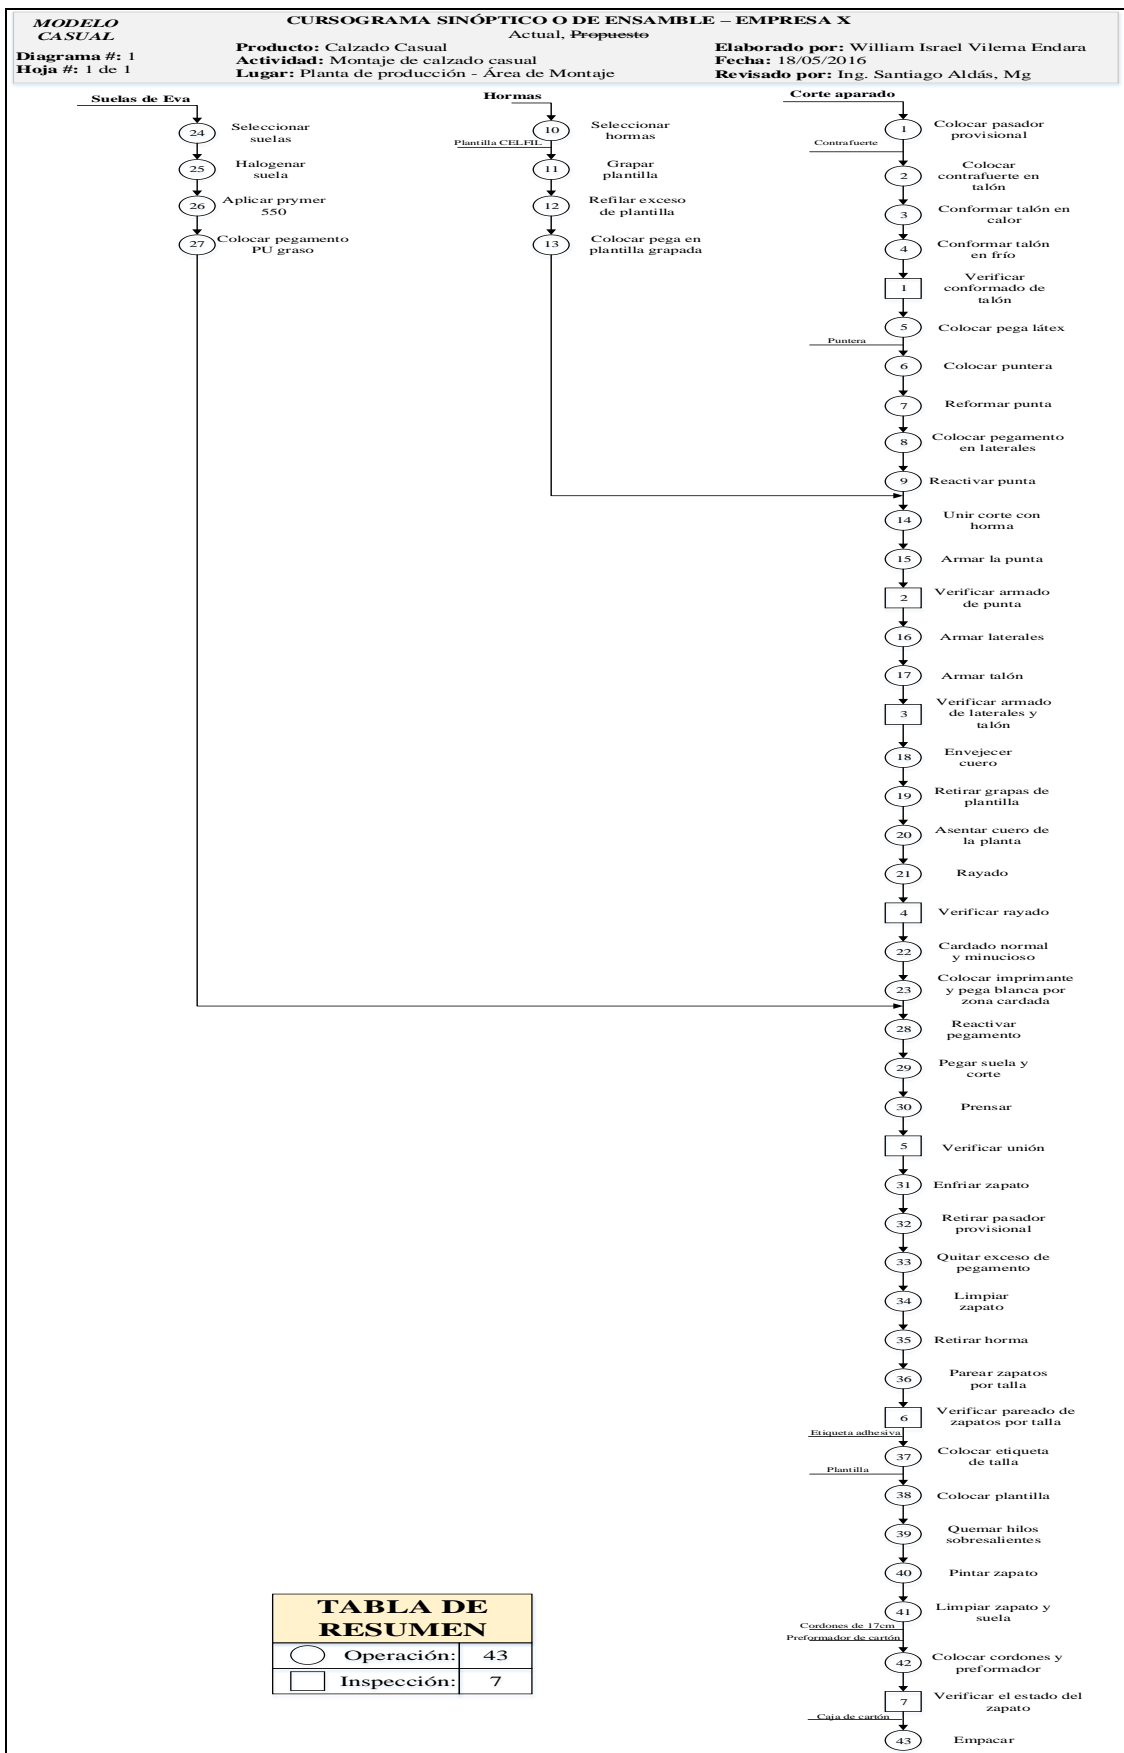 MODELO
CASUAL
Diagrama #: 1
Hoja #: 1 de 1
CURSOGRAMA SINÓPTICO O DE ENSAMBLE – EMPRESA X
Actual, Propuesto
Producto: Calzado Casual
Actividad: Montaje de calzado casual
Lugar: Planta de producción - Área de Montaje
Elaborado por: William Israel Vilema Endara
Fecha: 18/05/2016
Revisado por: Ing. Santiago Aldás, Mg
Suelas de Eva
24
Seleccionar
suelas
25
Halogenar
suela
26
Aplicar prymer
550
27
Colocar pegamento
PU graso
Hormas
10
Seleccionar
hormas
Plantilla CELFIL
11
Grapar
plantilla
12
Refilar exceso
de plantilla
13
Colocar pega en
plantilla grapada
Corte aparado
1
Colocar pasador
provisional
Contrafuerte
2
Colocar
contrafuerte en
talón
3
Conformar talón en
calor
4
Conformar talón
en frío
1
Verificar
conformado de
talón
5
Colocar pega látex
Puntera
6
Colocar puntera
7
Reformar punta
8
Colocar pegamento
en laterales
9
Reactivar punta
14
Unir corte con
horma
15
Armar la punta
2
Verificar armado
de punta
16
Armar laterales
17
Armar talón
3
Verificar armado
de laterales y
talón
18
Envejecer
cuero
19
Retirar grapas de
plantilla
20
Asentar cuero de
la planta
21
Rayado
4
Verificar rayado
22
Cardado normal
y minucioso
23
Colocar imprimante
y pega blanca por
zona cardada
28
Reactivar
pegamento
29
Pegar suela y
corte
30
Prensar
5
Verificar unión
31
Enfriar zapato
32
Retirar pasador
provisional
33
Quitar exceso de
pegamento
34
Limpiar
zapato
35
Retirar horma
36
Parear zapatos
por talla
6
Verificar pareado de
zapatos por talla
Etiqueta adhesiva
37
Colocar etiqueta
de talla
Plantilla
38
Colocar plantilla
39
Quemar hilos
sobresalientes
40
Pintar zapato
41
Limpiar zapato y
suela
Cordones de 17cm
Preformador de cartón
42
Colocar cordones y
preformador
7
Verificar el estado del
zapato
Caja de cartón
43
Empacar
TABLA DE
RESUMEN
Operación: 43
Inspección: 7